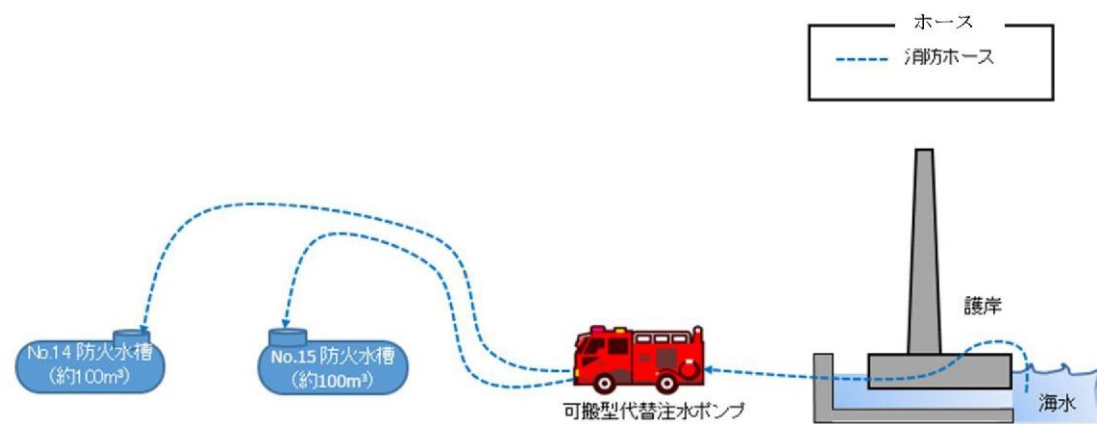 ホース
消防ホース
護岸
No.14 防火水槽
(約100m³)
No.15 防火水槽
(約100m³)
可搬型代替注水ポンプ
海水